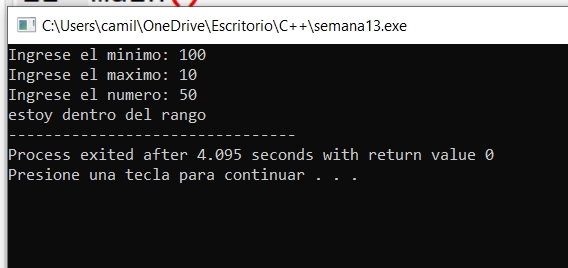 C:\Users\camil\OneDrive\Escritorio\C++\semana13.exe
Ingrese el minimo: 100
Ingrese el maximo: 10
Ingrese el numero: 50
estoy dentro del rango
--------------------------------
Process exited after 4.095 seconds with return value 0
Presione una tecla para continuar . . .